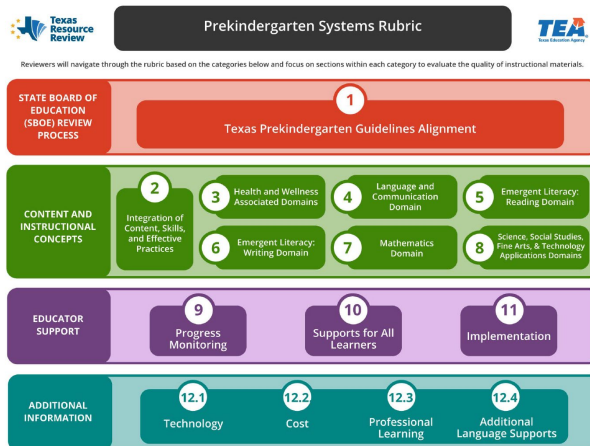 Texas
Resource
Review
Prekindergarten Systems Rubric
TEA
Texas Education Agency
Reviewers will navigate through the rubric based on the categories below and focus on sections within each category to evaluate the quality of instructional materials.
STATE BOARD OF
EDUCATION
(SBOE) REVIEW
PROCESS
1
Texas Prekindergarten Guidelines Alignment
CONTENT AND
INSTRUCTIONAL
CONCEPTS
2
Integration of
Content, Skills,
and Effective
Practices
3
Health and Wellness
Associated Domains
4
Language and
Communication
Domain
5
Emergent Literacy:
Reading Domain
6
Emergent Literacy:
Writing Domain
7
Mathematics
Domain
8
Science, Social Studies,
Fine Arts, & Technology
Applications Domains
EDUCATOR
SUPPORT
9
Progress
Monitoring
10
Supports for All
Learners
11
Implementation
ADDITIONAL
INFORMATION
12.1
Technology
12.2
Cost
12.3
Professional
Learning
12.4
Additional
Language Supports